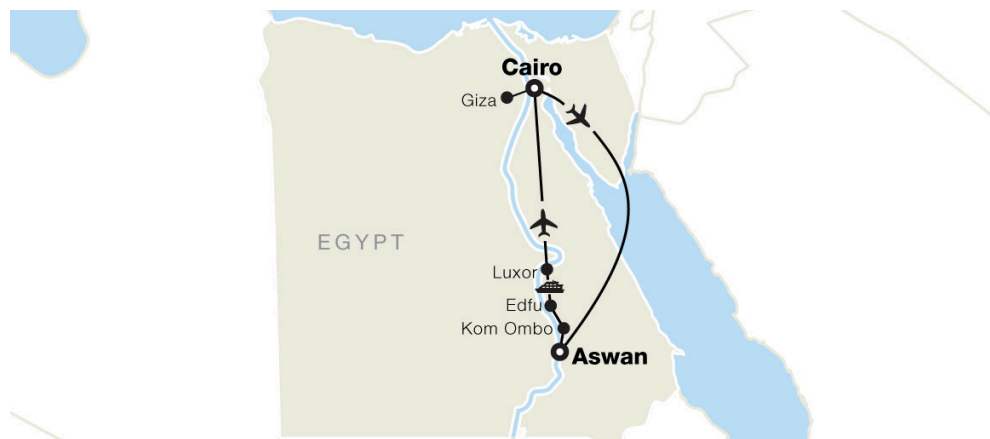 Cairo
Giza
EGYPT
Luxor
Edfu
Kom Ombo
Aswan